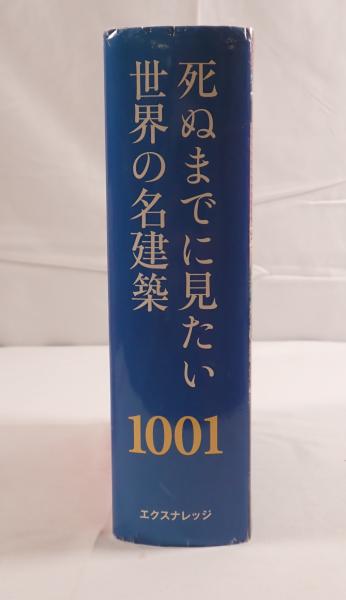 死ぬまでに見たい
世界の名建築
1001
エクスナレッジ